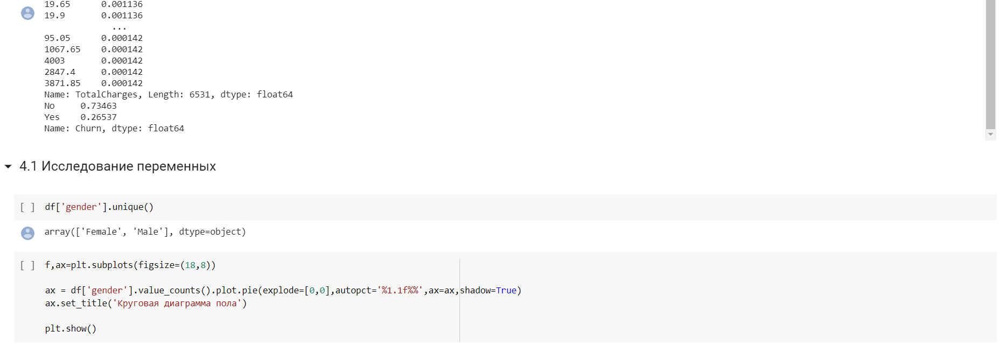 19.65      0.001136
19.9       0.001136
             ...
95.05      0.000142
1067.65    0.000142
4003       0.000142
2847.4     0.000142
3871.85    0.000142
Name: TotalCharges, Length: 6531, dtype: float64
No     0.73463
Yes    0.26537
Name: Churn, dtype: float64
4.1 Исследование переменных
[ ] df['gender'].unique()
array(['Female', 'Male'], dtype=object)
[ ] f,ax=plt.subplots(figsize=(18,8))
ax = df['gender'].value_counts().plot.pie(explode=[0,0],autopct='%1.1f%%',ax=ax,shadow=True)
ax.set_title('Круговая диаграмма пола')
plt.show()